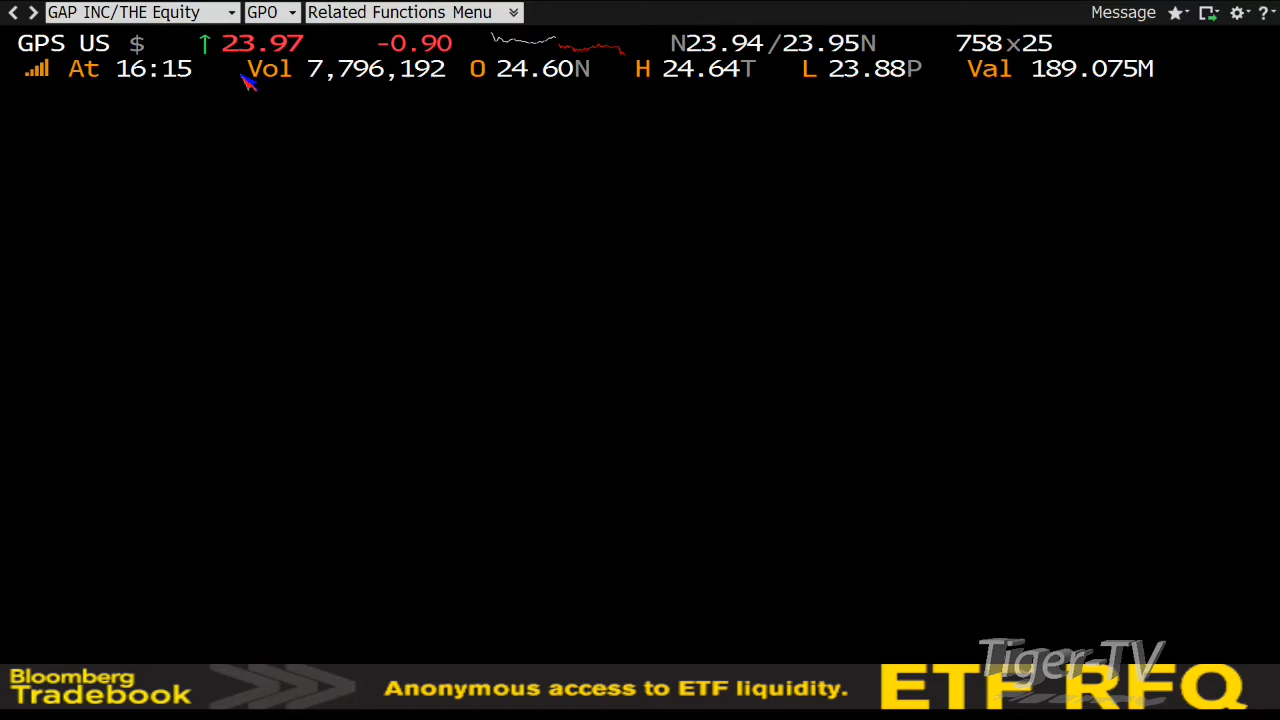 GAP INC/THE Equity GPO Related Functions Menu Message ?
GPS US $ ↑ 23.97 -0.90 N23.94/23.95N 758x25
At 16:15 Vol 7,796,192 O 24.60N H 24.64T L 23.88P Val 189.075M
Tiger-TV
Bloomberg
Tradebook
Anonymous access to ETF liquidity.
ETF RFQ